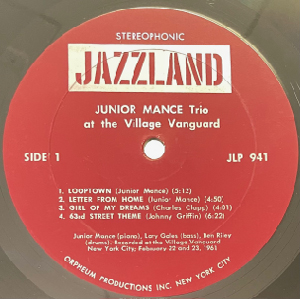 STEREOPHONIC
JAZZLAND
JUNIOR MANCE Trio
at the Village Vanguard
SIDE 1
JLP 941
1. LOOPTOWN (Junior Mance) (5:13)
2. LETTER FROM HOME (Junior Mance) (4:50)
3. GIRL OF MY DREAMS (Charles Clapp) (4:01)
4. 63rd STREET THEME (Johnny Griffin) (6:22)
Junior Mance (piano), Lary Gales (bass), Ben Riley
(drums); Recorded at the Village Vanguard
New York City; February 22 and 23, 1961
ORPHEUM PRODUCTIONS INC. NEW YORK CITY